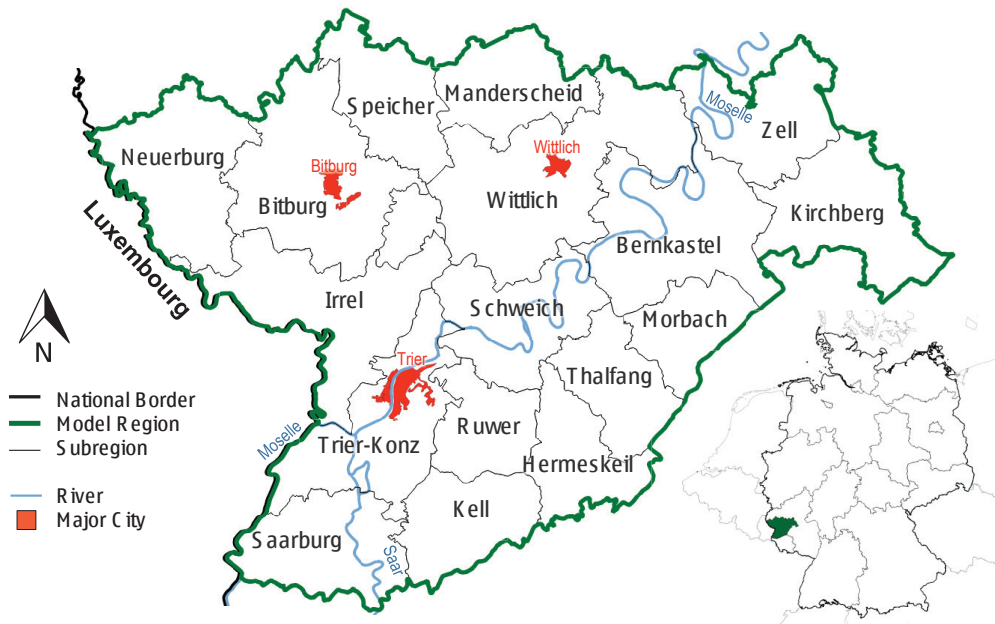 Manderscheid
Speicher
Moselle
Zell
Neuerburg
Bitburg
Wittlich
Bitburg
Wittlich
Kirchberg
Luxembourg
Bernkastel
Irrel
Schweich
Morbach
N
Trier
Thalfang
National Border
Model Region
Subregion
Moselle
Trier-Konz
Ruwer
Hermeskeil
River
Major City
Kell
Saarburg
Saar